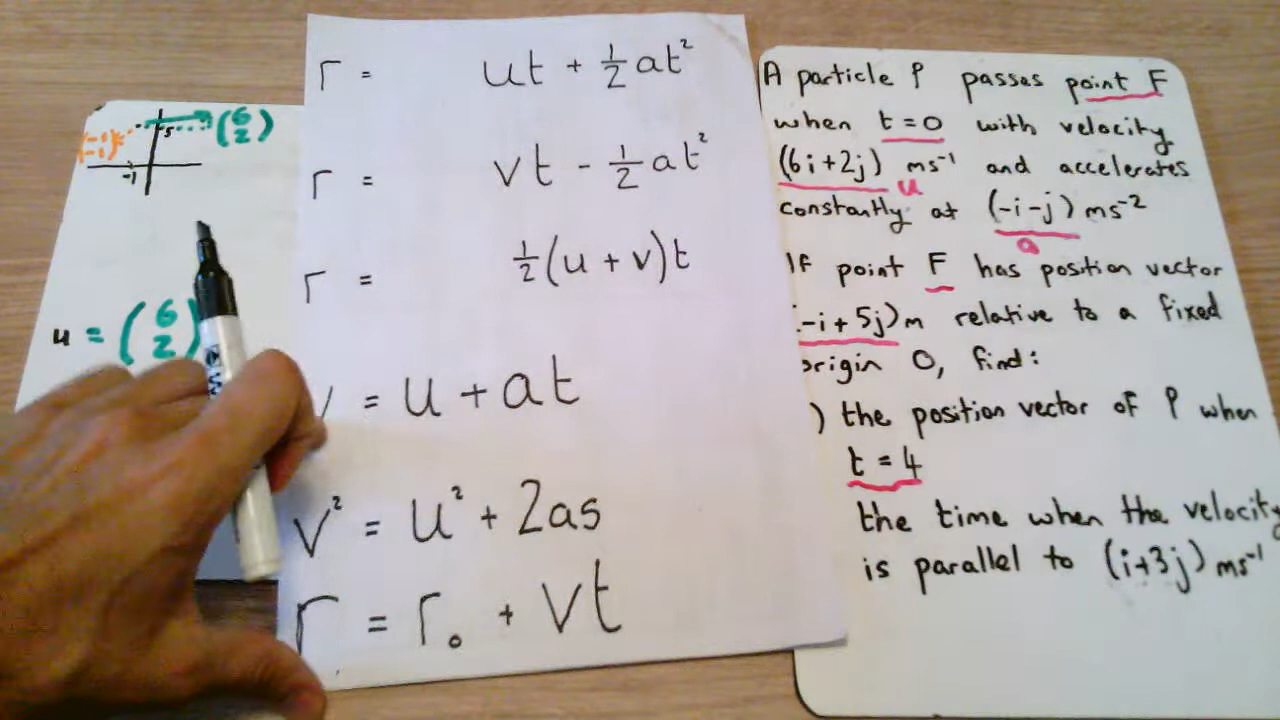 (-1
-1)
5
-1
(6
2)
u = (6
2)
r = ut + ½at²
r = vt - ½at²
r = ½(u + v)t
v = u + at
v² = u² + 2as
r = r₀ + vt
A particle P passes point F
when t=0 with velocity
(6i+2j) ms⁻¹ and accelerates
u
constantly at (-i-j) ms⁻²
a
If point F has position vector
-i + 5j)m relative to a fixed
origin O, find:
) the position vector of P when
t = 4
the time when the velocity
is parallel to (i+3j) ms⁻¹